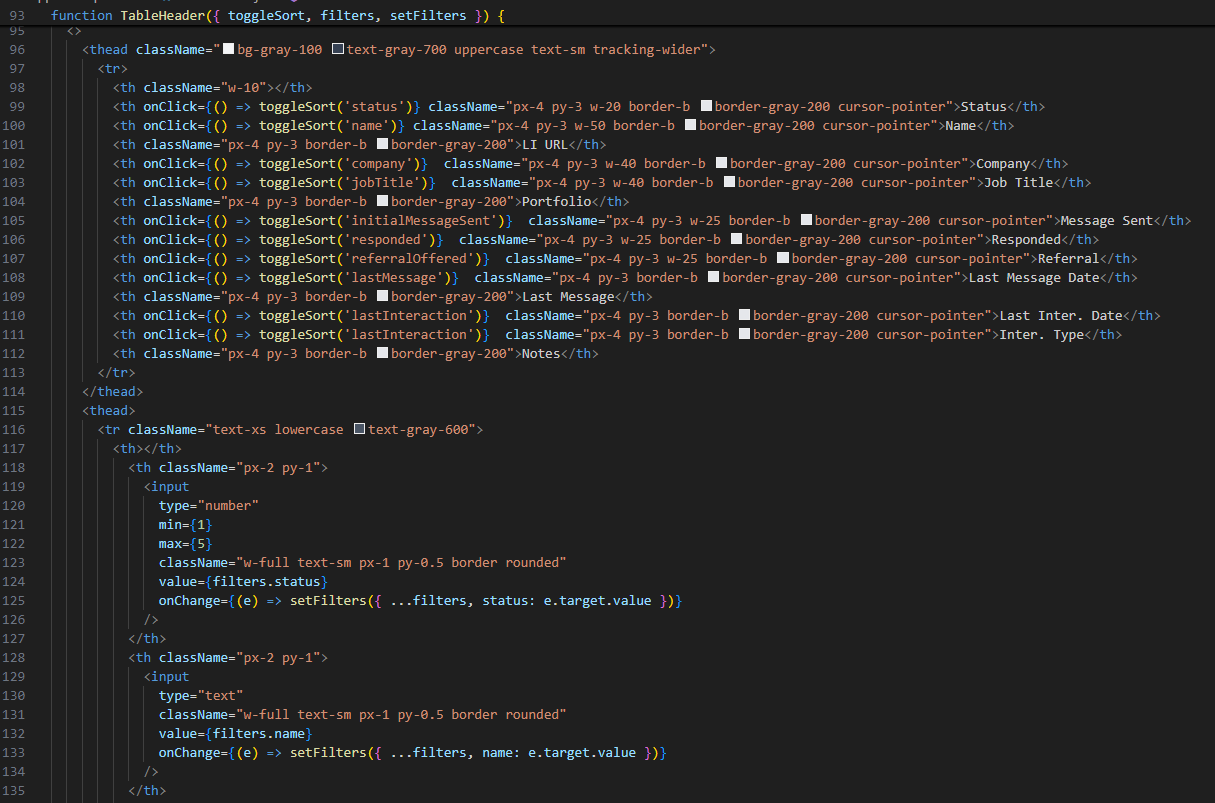 93 function TableHeader({ toggleSort, filters, setFilters }) {
95 <>
96 <thead className="bg-gray-100 text-gray-700 uppercase text-sm tracking-wider">
97 <tr>
98 <th className="w-10"></th>
99 <th onClick={() => toggleSort('status')} className="px-4 py-3 w-20 border-b border-gray-200 cursor-pointer">Status</th>
100 <th onClick={() => toggleSort('name')} className="px-4 py-3 w-50 border-b border-gray-200 cursor-pointer">Name</th>
101 <th className="px-4 py-3 border-b border-gray-200">LI URL</th>
102 <th onClick={() => toggleSort('company')}  className="px-4 py-3 w-40 border-b border-gray-200 cursor-pointer">Company</th>
103 <th onClick={() => toggleSort('jobTitle')}  className="px-4 py-3 w-40 border-b border-gray-200 cursor-pointer">Job Title</th>
104 <th className="px-4 py-3 border-b border-gray-200">Portfolio</th>
105 <th onClick={() => toggleSort('initialMessageSent')}  className="px-4 py-3 w-25 border-b border-gray-200 cursor-pointer">Message Sent</th>
106 <th onClick={() => toggleSort('responded')}  className="px-4 py-3 w-25 border-b border-gray-200 cursor-pointer">Responded</th>
107 <th onClick={() => toggleSort('referralOffered')}  className="px-4 py-3 w-25 border-b border-gray-200 cursor-pointer">Referral</th>
108 <th onClick={() => toggleSort('lastMessage')}  className="px-4 py-3 border-b border-gray-200 cursor-pointer">Last Message Date</th>
109 <th className="px-4 py-3 border-b border-gray-200">Last Message</th>
110 <th onClick={() => toggleSort('lastInteraction')}  className="px-4 py-3 border-b border-gray-200 cursor-pointer">Last Inter. Date</th>
111 <th onClick={() => toggleSort('lastInteraction')}  className="px-4 py-3 border-b border-gray-200 cursor-pointer">Inter. Type</th>
112 <th className="px-4 py-3 border-b border-gray-200">Notes</th>
113 </tr>
114 </thead>
115 <thead>
116 <tr className="text-xs lowercase text-gray-600">
117 <th></th>
118 <th className="px-2 py-1">
119 <input
120 type="number"
121 min={1}
122 max={5}
123 className="w-full text-sm px-1 py-0.5 border rounded"
124 value={filters.status}
125 onChange={(e) => setFilters({ ...filters, status: e.target.value })}
126 />
127 </th>
128 <th className="px-2 py-1">
129 <input
130 type="text"
131 className="w-full text-sm px-1 py-0.5 border rounded"
132 value={filters.name}
133 onChange={(e) => setFilters({ ...filters, name: e.target.value })}
134 />
135 </th>